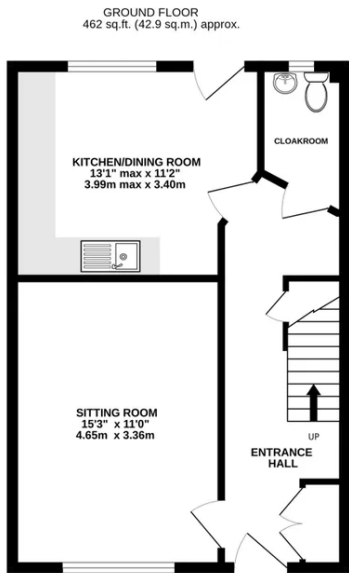 GROUND FLOOR
462 sq.ft. (42.9 sq.m.) approx.
CLOAKROOM
KITCHEN/DINING ROOM
13'1" max x 11'2"
3.99m max x 3.40m
SITTING ROOM
15'3" x 11'0"
4.65m x 3.36m
UP
ENTRANCE
HALL